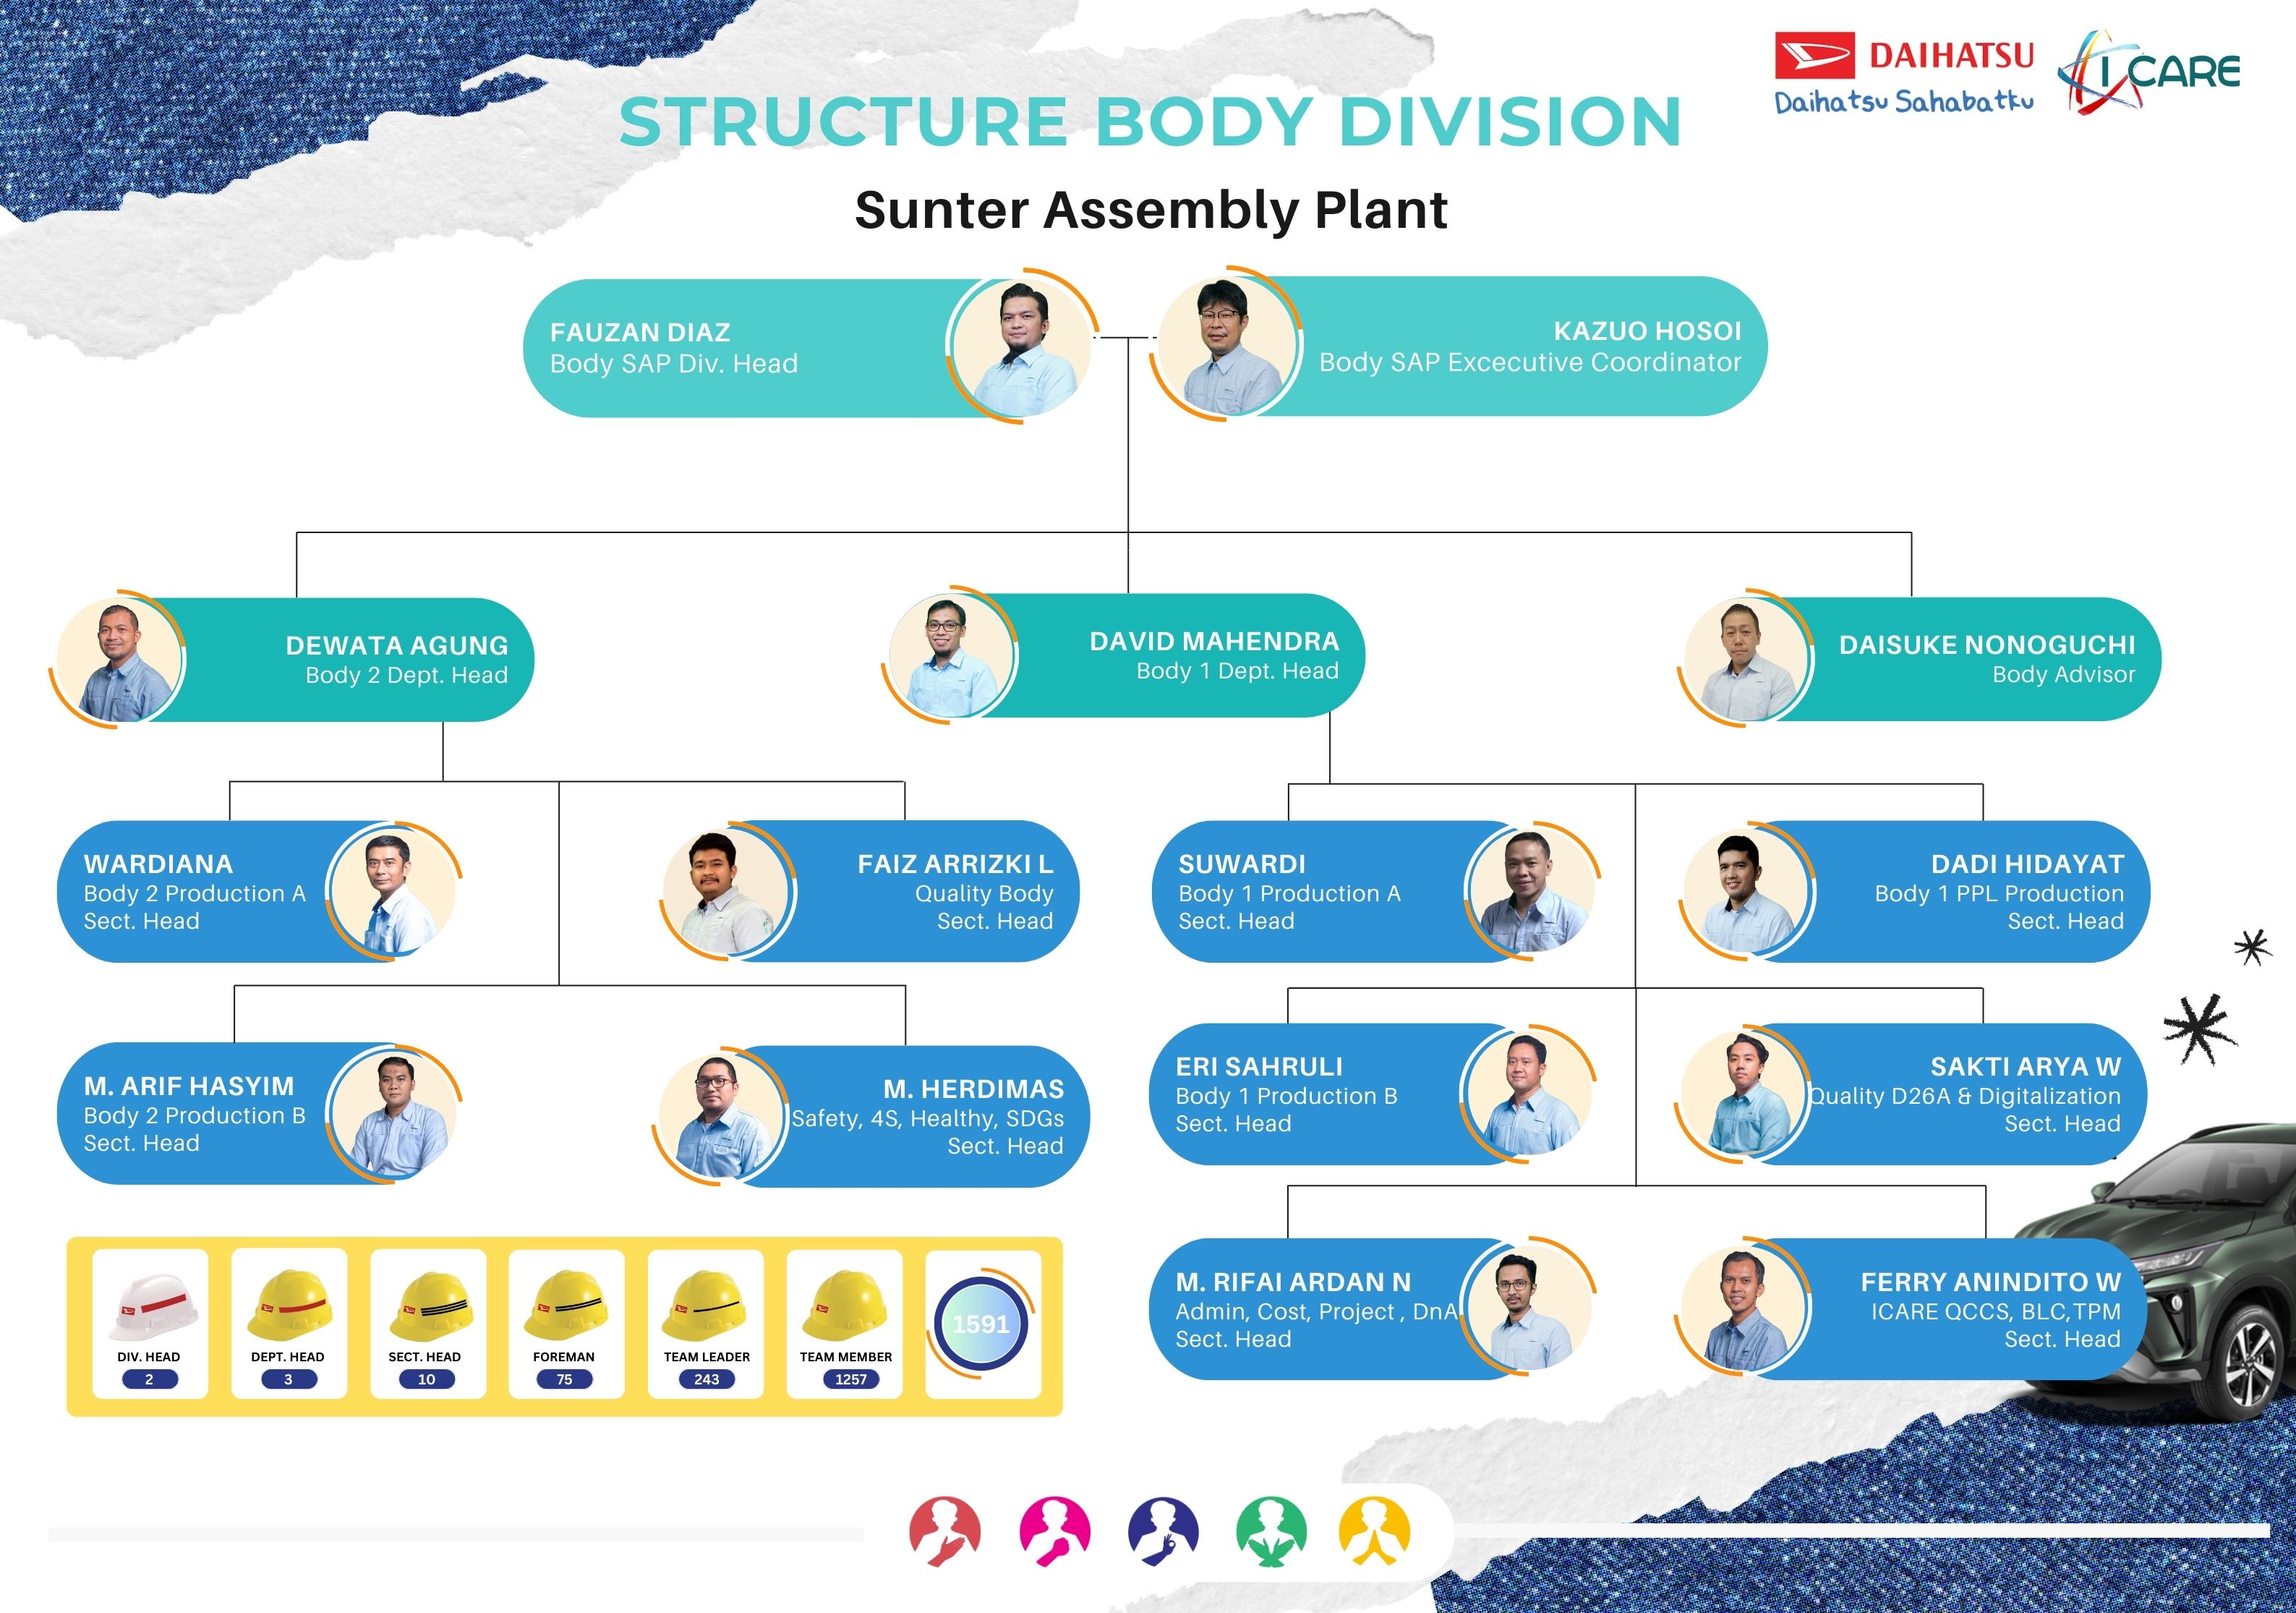 DAIHATSU
Daihatsu Sahabatku
I CARE
STRUCTURE BODY DIVISION
Sunter Assembly Plant
FAUZAN DIAZ
Body SAP Div. Head
KAZUO HOSOI
Body SAP Excecutive Coordinator
DEWATA AGUNG
Body 2 Dept. Head
DAVID MAHENDRA
Body 1 Dept. Head
DAISUKE NONOGUCHI
Body Advisor
WARDIANA
Body 2 Production A
Sect. Head
FAIZ ARRIZKI L
Quality Body
Sect. Head
SUWARDI
Body 1 Production A
Sect. Head
DADI HIDAYAT
Body 1 PPL Production
Sect. Head
M. ARIF HASYIM
Body 2 Production B
Sect. Head
M. HERDIMAS
Safety, 4S, Healthy, SDGs
Sect. Head
ERI SAHRULI
Body 1 Production B
Sect. Head
SAKTI ARYA W
Quality D26A & Digitalization
Sect. Head
M. RIFAI ARDAN N
Admin, Cost, Project , DnA
Sect. Head
FERRY ANINDITO W
ICARE QCCS, BLC,TPM
Sect. Head
DIV. HEAD
2
DEPT. HEAD
3
SECT. HEAD
10
FOREMAN
75
TEAM LEADER
243
TEAM MEMBER
1257
1591